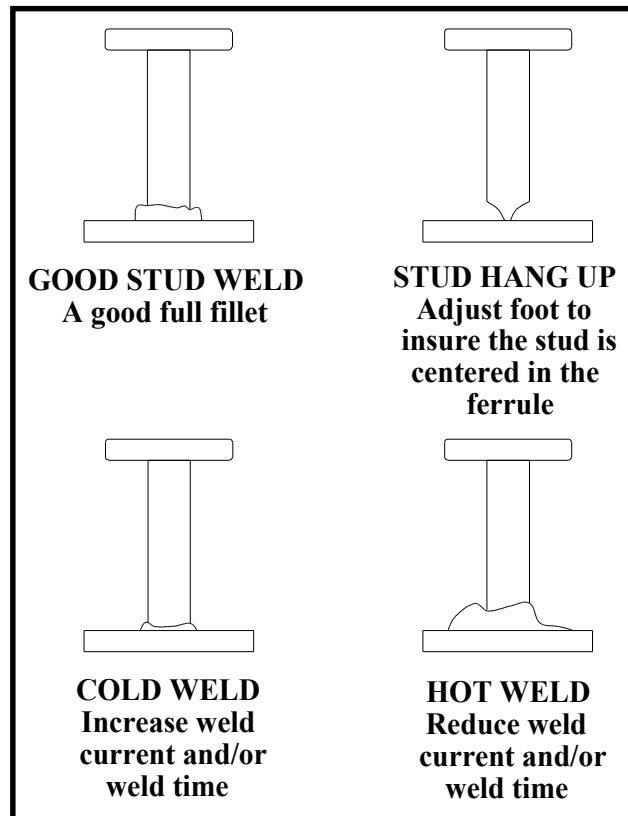 GOOD STUD WELD
A good full fillet
STUD HANG UP
Adjust foot to
insure the stud is
centered in the
ferrule
COLD WELD
Increase weld
current and/or
weld time
HOT WELD
Reduce weld
current and/or
weld time